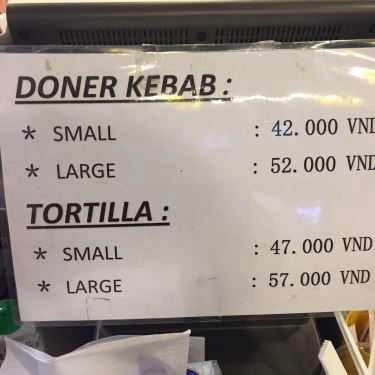 DONER KEBAB :
* SMALL : 42.000 VND
* LARGE : 52.000 VND
TORTILLA :
* SMALL : 47.000 VND
* LARGE : 57.000 VND